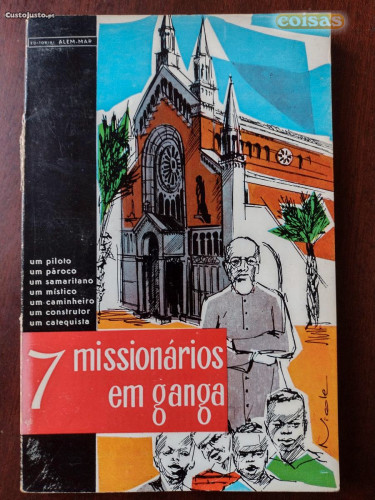 CustoJusto.pt
coisas
EDITORIAL ALEM-MAR
um piloto
um pároco
um samaritano
um místico
um caminheiro
um construtor
um catequista
7 missionários
em ganga
Nicole